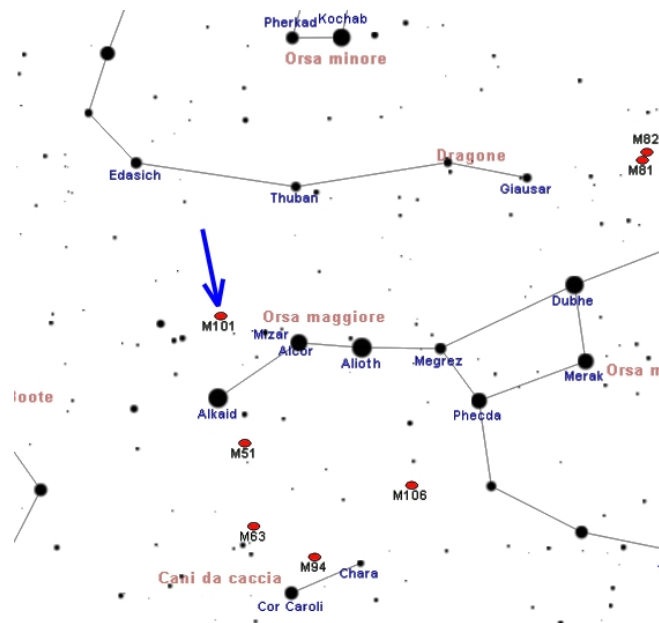 Pherkad
Kochab
Orsa minore
M82
M81
Dragone
Edasich
Thuban
Giausar
Dubhe
M101
Orsa maggiore
Mizar
Alcor
Alioth
Megrez
Merak
Orsa m
Boote
Alkaid
Phecda
M51
M106
M63
M94
Chara
Cani da caccia
Cor Caroli